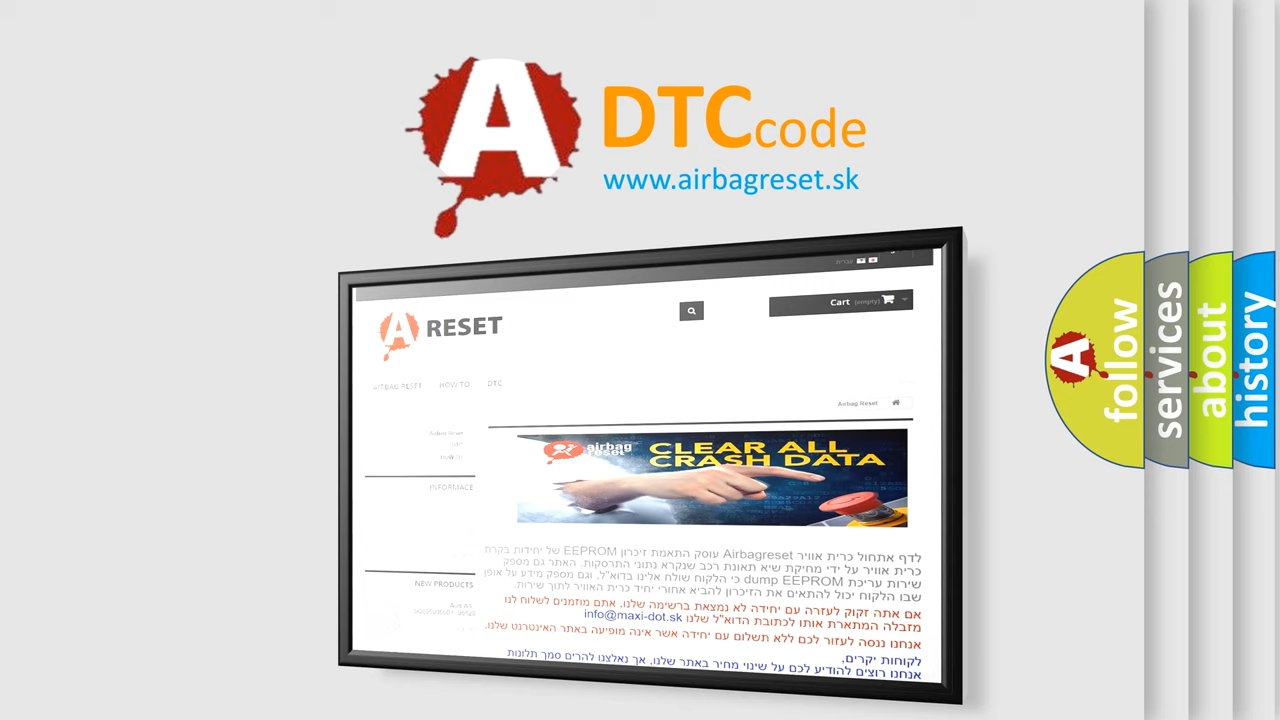 A
DTCcode
www.airbagreset.sk
עברית
A RESET
Cart (empty)
AIRBAG RESET HOW TO DTC
Airbag Reset
Airbag Reset
HOW TO
INFORMACE
airbag
reset
CLEAR ALL
CRASH DATA
לדף אתחול כרית אוויר Airbagreset עוסק התאמת זיכרון EEPROM של יחידות בקרת
כרית אוויר על ידי מחיקת שיא תאונת רכב שנקרא נתוני התרסקות. האתר גם מספק
שירות עריכת dump EEPROM כי הלקוח שולח אלינו בדוא"ל, וגם מספק מידע על אופן
שבו הלקוח יכול להתאים את הזיכרון להביא אחורי יחיד כרית האוויר לתוך שירות.
אם אתה זקוק לעזרה עם יחידה לא נמצאת ברשימה שלנו, אתם מוזמנים לשלוח לנו
מזבלה המתארת אותו לכתובת הדוא"ל שלנו info@maxi-dot.sk
אנחנו ננסה לעזור לכם ללא תשלום עם יחידה אשר אינה מופיעה באתר האינטרנט שלנו.
לקוחות יקרים,
אנחנו רוצים להודיע לכם על שינוי מחיר באתר שלנו, אך נאלצנו להרים סמך תלונות
NEW PRODUCTS
follow
services
about
history